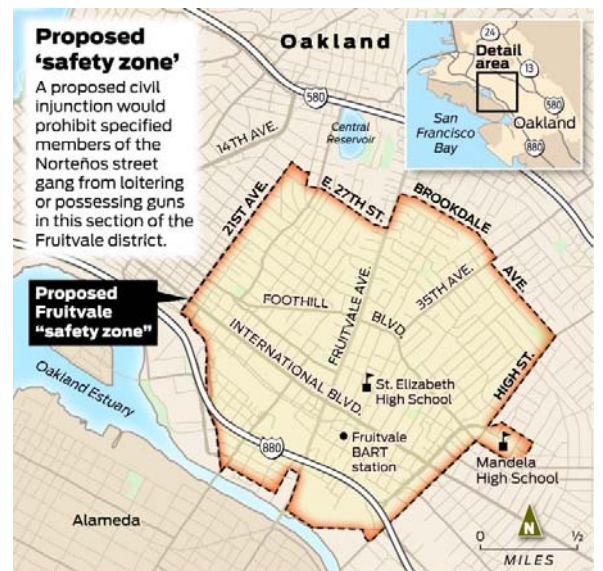 Proposed
'safety zone'
A proposed civil
injunction would
prohibit specified
members of the
Norteños street
gang from loitering
or possessing guns
in this section of the
Fruitvale district.
Oakland
Detail
area
24
13
580
Oakland
San
Francisco
Bay
880
580
14TH AVE.
Central
Reservoir
21ST AVE.
E. 27TH ST.
BROOKDALE
AVE.
35TH AVE.
FRUITVALE AVE.
FOOTHILL
BLVD.
Proposed
Fruitvale
"safety zone"
INTERNATIONAL BLVD.
HIGH ST.
St. Elizabeth
High School
Oakland Estuary
Fruitvale
BART
station
880
Mandela
High School
Alameda
N
0 ½
MILES